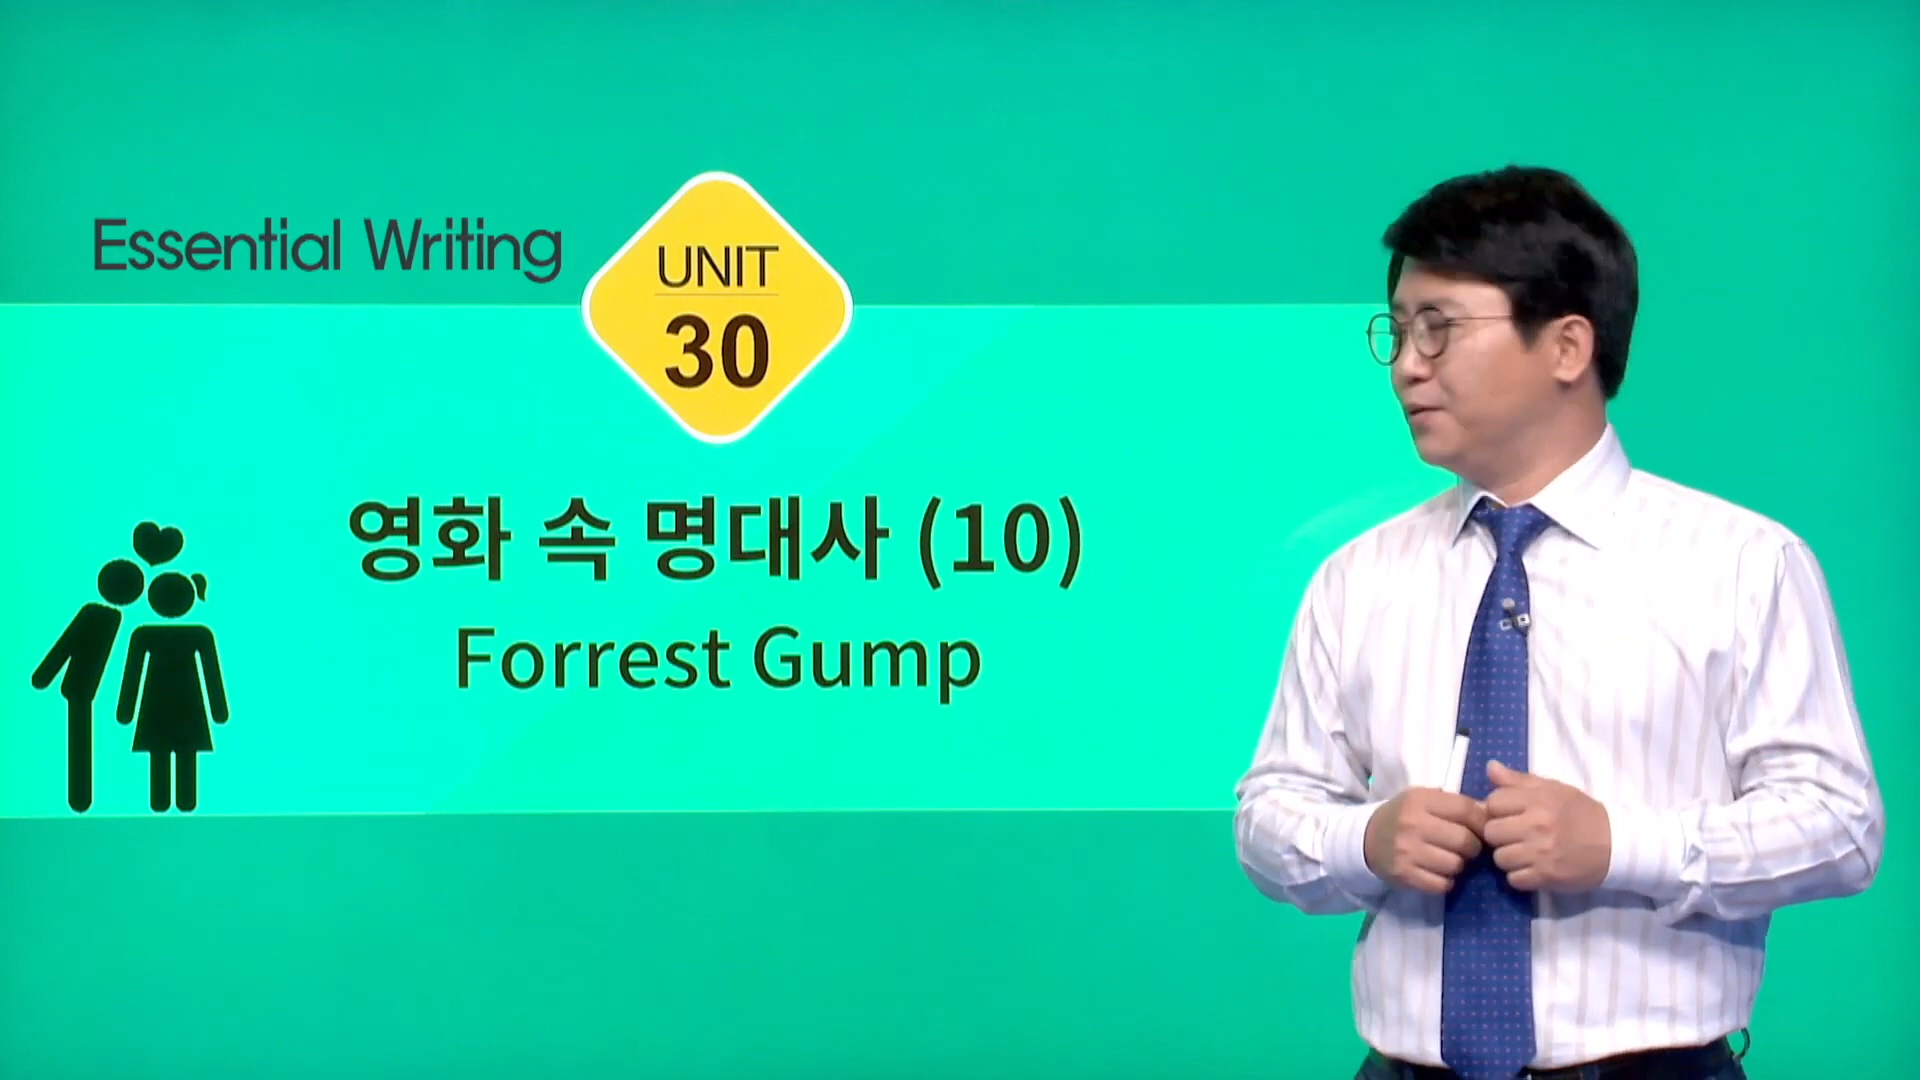 Essential Writing
UNIT
30
영화 속 명대사 (10)
Forrest Gump